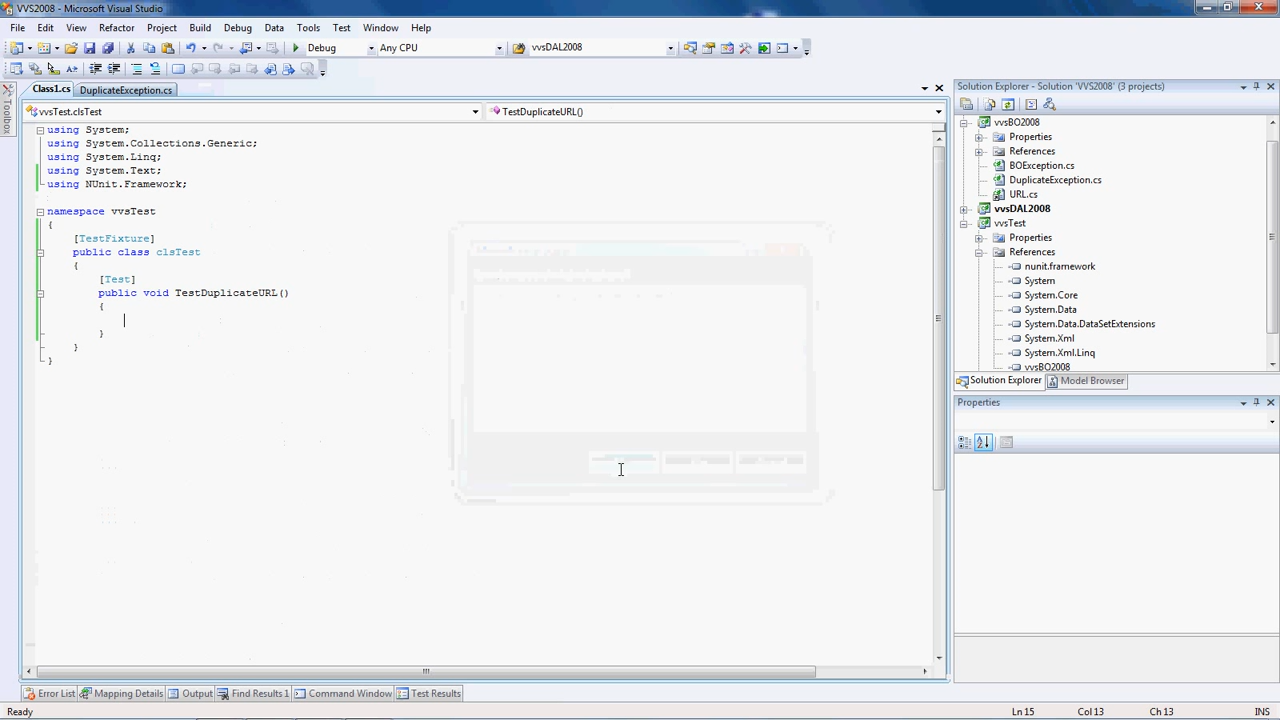 VVS2008 - Microsoft Visual Studio
File Edit View Refactor Project Build Debug Data Tools Test Window Help
Debug Any CPU vvsDAL2008
Class1.cs DuplicateException.cs
vvsTest.clsTest TestDuplicateURL()
using System;
using System.Collections.Generic;
using System.Linq;
using System.Text;
using NUnit.Framework;
namespace vvsTest
{
[TestFixture]
public class clsTest
{
[Test]
public void TestDuplicateURL()
{
}
}
}
Toolbox
Solution Explorer - Solution 'VVS2008' (3 projects)
vvsBO2008
Properties
References
BOException.cs
DuplicateException.cs
URL.cs
vvsDAL2008
vvsTest
Properties
References
nunit.framework
System
System.Core
System.Data
System.Data.DataSetExtensions
System.Xml
System.Xml.Linq
vvsBO2008
Solution Explorer Model Browser
Properties
Error List Mapping Details Output Find Results 1 Command Window Test Results
Ready Ln 15 Col 13 Ch 13 INS